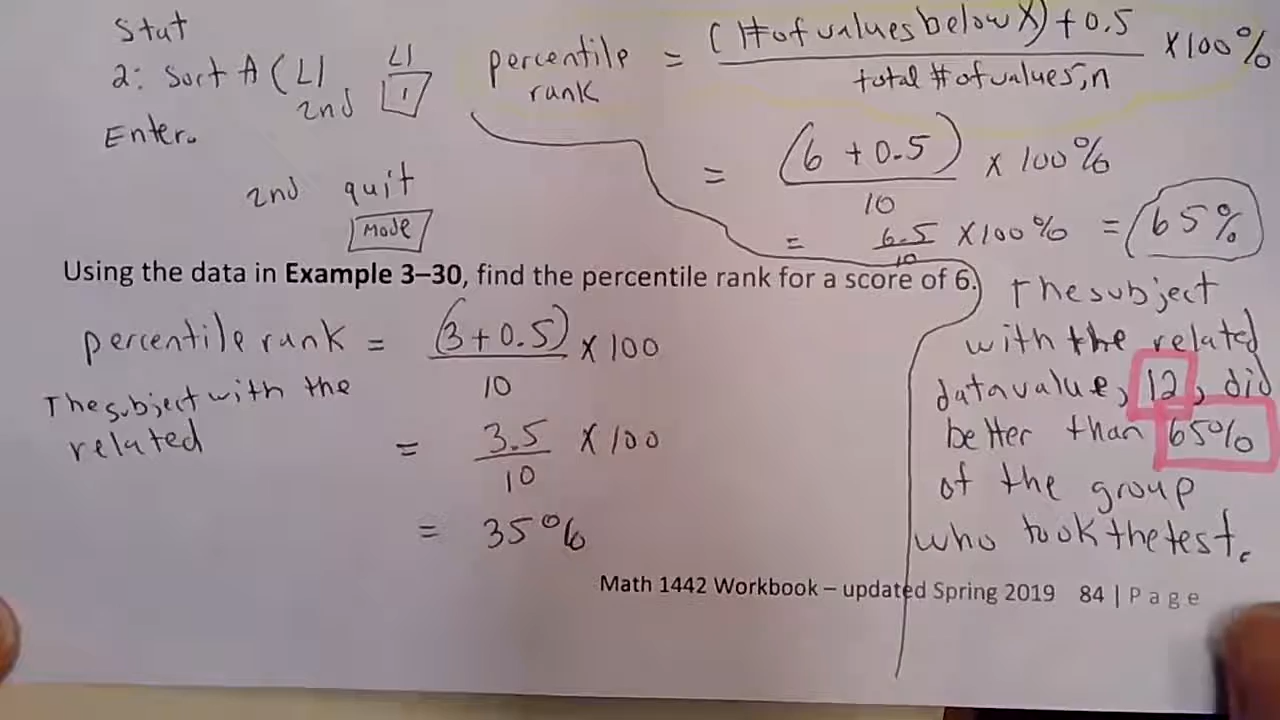 Stat
2: Sort A (L1
2nd
L1
1
Enter.
2nd quit
Mode
percentile rank = (# of values below X) + 0.5 × 100%
total # of values, n
= (6 + 0.5) × 100%
10
= 6.5 × 100% = 65%
10
Using the data in Example 3–30, find the percentile rank for a score of 6.
percentile rank = (3 + 0.5) × 100
10
= 3.5 × 100
10
= 35%
The subject with the
related
The subject
with the related
data value, 12, did
better than 65%
of the group
who took the test.
Math 1442 Workbook – updated Spring 2019 84 | Page